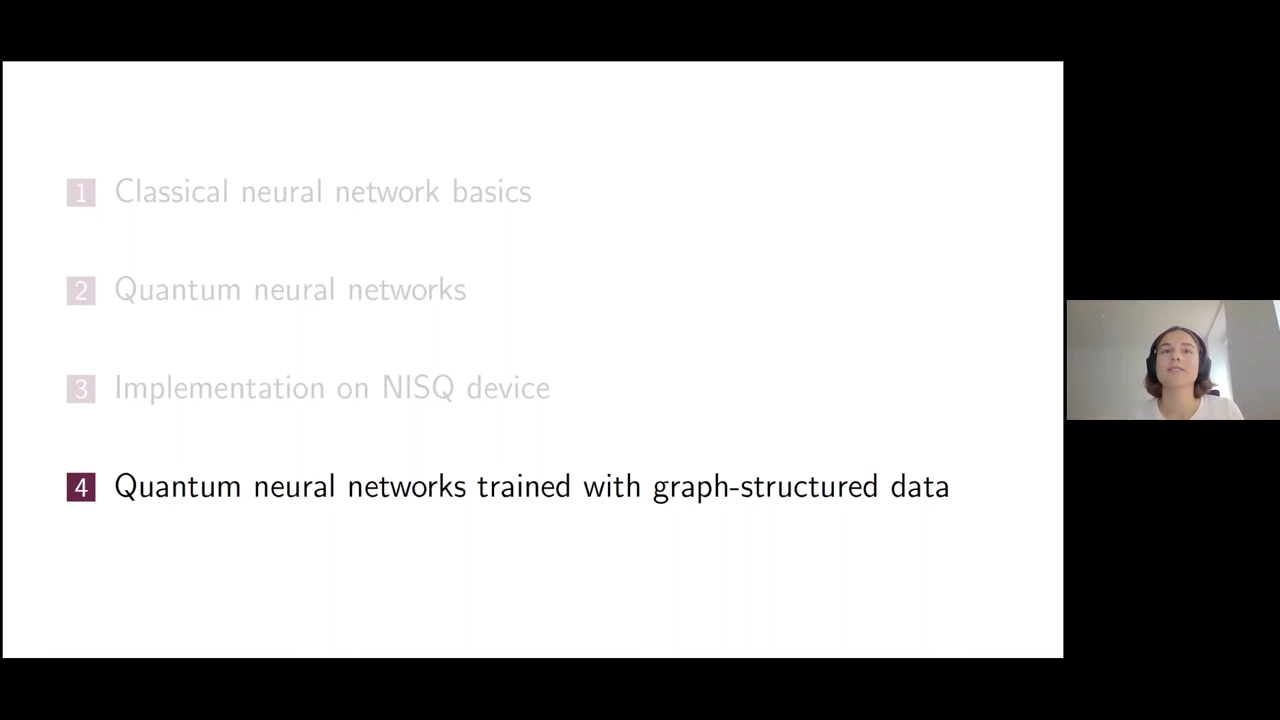 1 Classical neural network basics
2 Quantum neural networks
3 Implementation on NISQ device
4 Quantum neural networks trained with graph-structured data